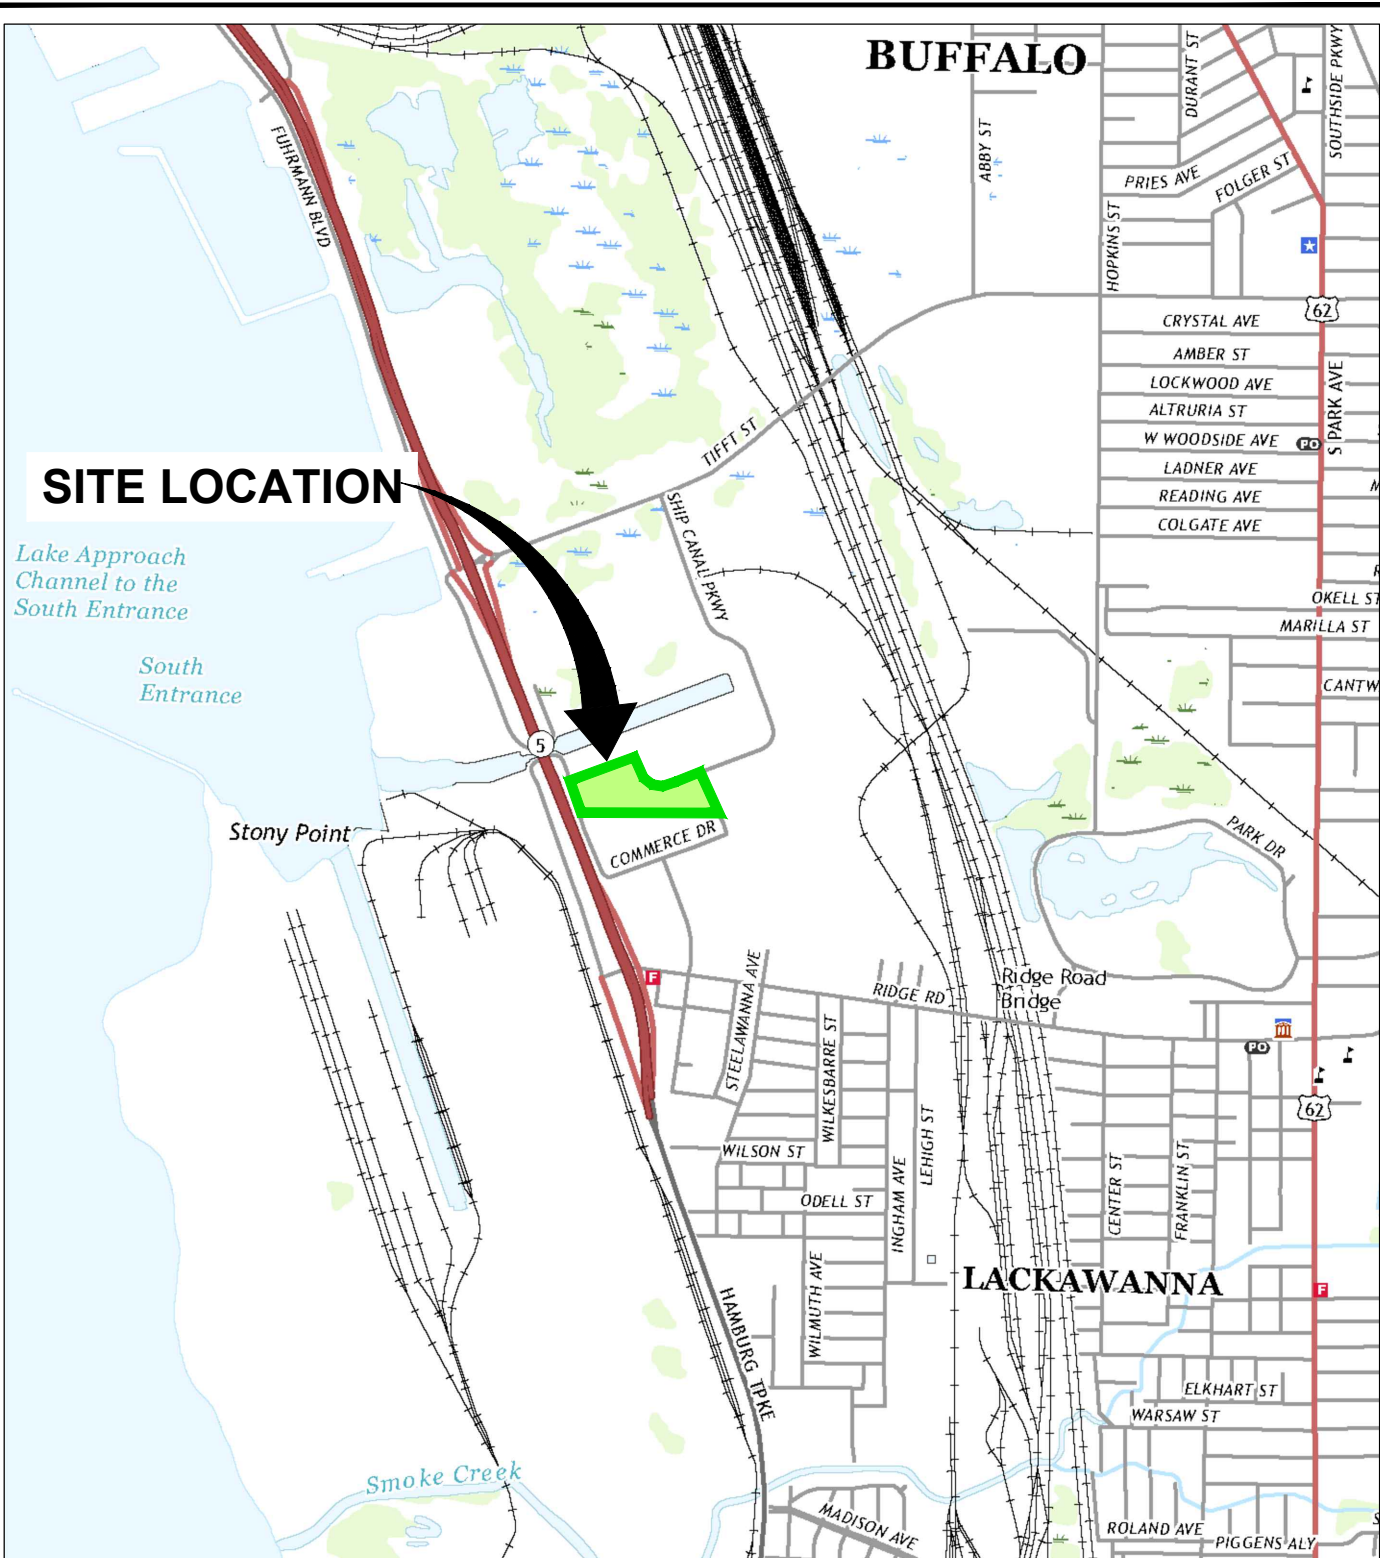 BUFFALO
DURANT ST
SOUTHSIDE PKWY
ABBY ST
FUHRMANN BLVD
PRIES AVE
FOLGER ST
HOPKINS ST
62
CRYSTAL AVE
AMBER ST
LOCKWOOD AVE
ALTRURIA ST
W WOODSIDE AVE
PO
S PARK AVE
LADNER AVE
READING AVE
COLGATE AVE
TIFFT ST
SITE LOCATION
SHIP CANAL PKWY
Lake Approach
Channel to the
South Entrance
OKELL ST
MARILLA ST
South
Entrance
CANTW
5
Stony Point
COMMERCE DR
PARK DR
F
STEELAWANNA AVE
RIDGE RD
Ridge Road
Bridge
WILKESBARRE ST
PO
62
WILSON ST
LEHIGH ST
INGHAM AVE
CENTER ST
FRANKLIN ST
ODELL ST
WILMUTH AVE
LACKAWANNA
F
HAMBURG TPKE
ELKHART ST
WARSAW ST
Smoke Creek
MADISON AVE
ROLAND AVE
PIGGENS ALY